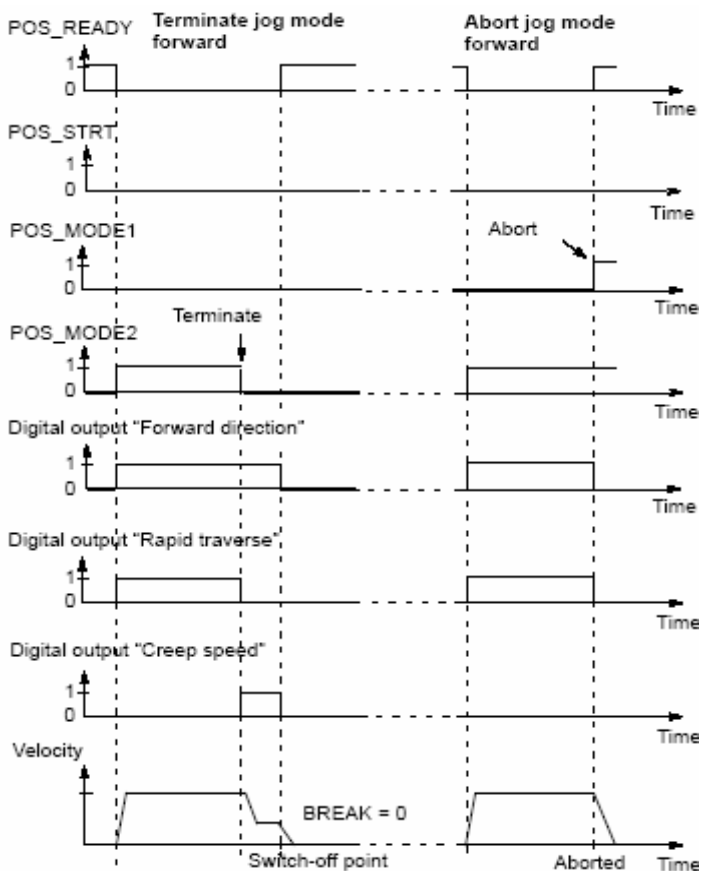 Terminate jog mode
forward
Abort jog mode
forward
POS_READY
1
0
Time
POS_STRT
1
0
Time
POS_MODE1
Abort
1
0
Time
Terminate
POS_MODE2
1
0
Time
Digital output "Forward direction"
1
0
Time
Digital output "Rapid traverse"
1
0
Time
Digital output "Creep speed"
1
0
Time
Velocity
BREAK = 0
Switch-off point
Aborted
Time